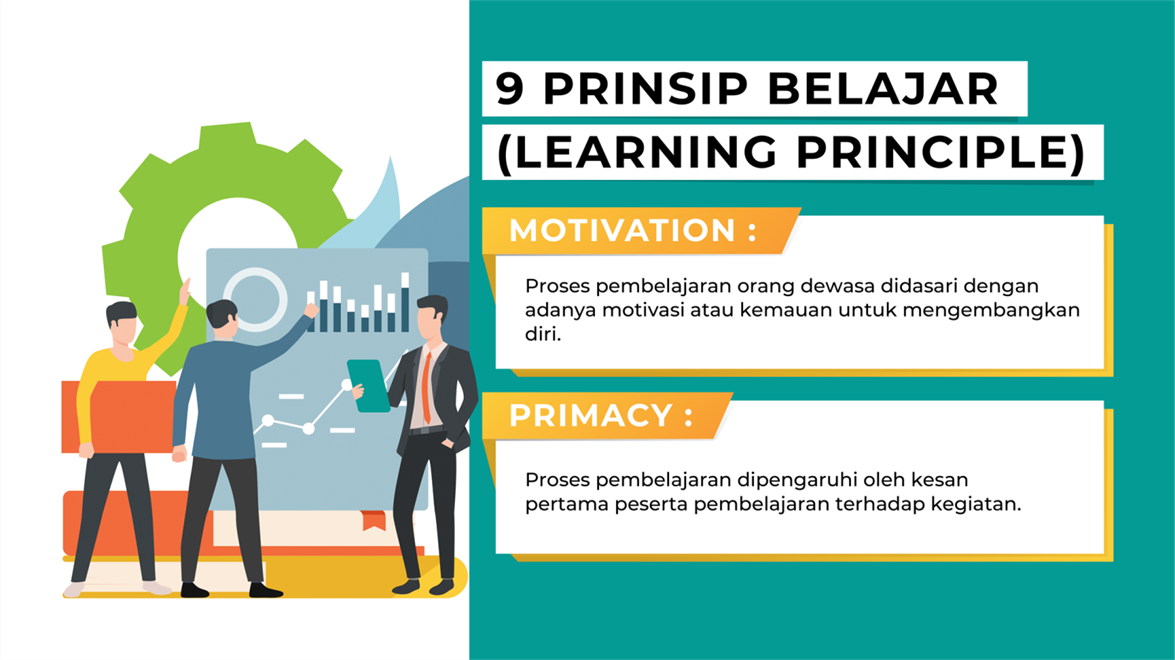 9 PRINSIP BELAJAR
(LEARNING PRINCIPLE)
MOTIVATION :
Proses pembelajaran orang dewasa didasari dengan
adanya motivasi atau kemauan untuk mengembangkan
diri.
PRIMACY :
Proses pembelajaran dipengaruhi oleh kesan
pertama peserta pembelajaran terhadap kegiatan.